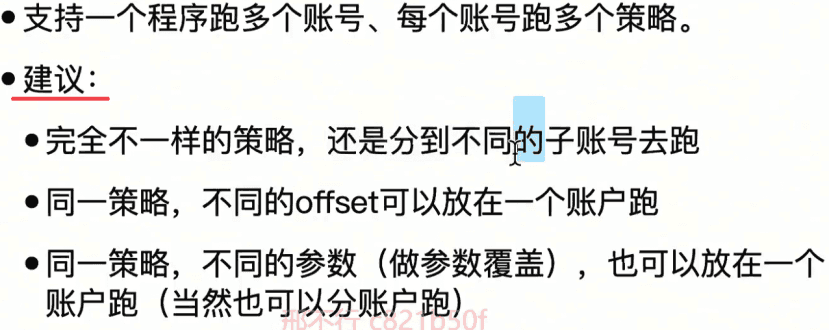 • 支持一个程序跑多个账号、每个账号跑多个策略。
• 建议：
• 完全不一样的策略，还是分到不同的子账号去跑
• 同一策略，不同的offset可以放在一个账户跑
• 同一策略，不同的参数（做参数覆盖），也可以放在一个
账户跑（当然也可以分账户跑）
邢不行 c821b50f